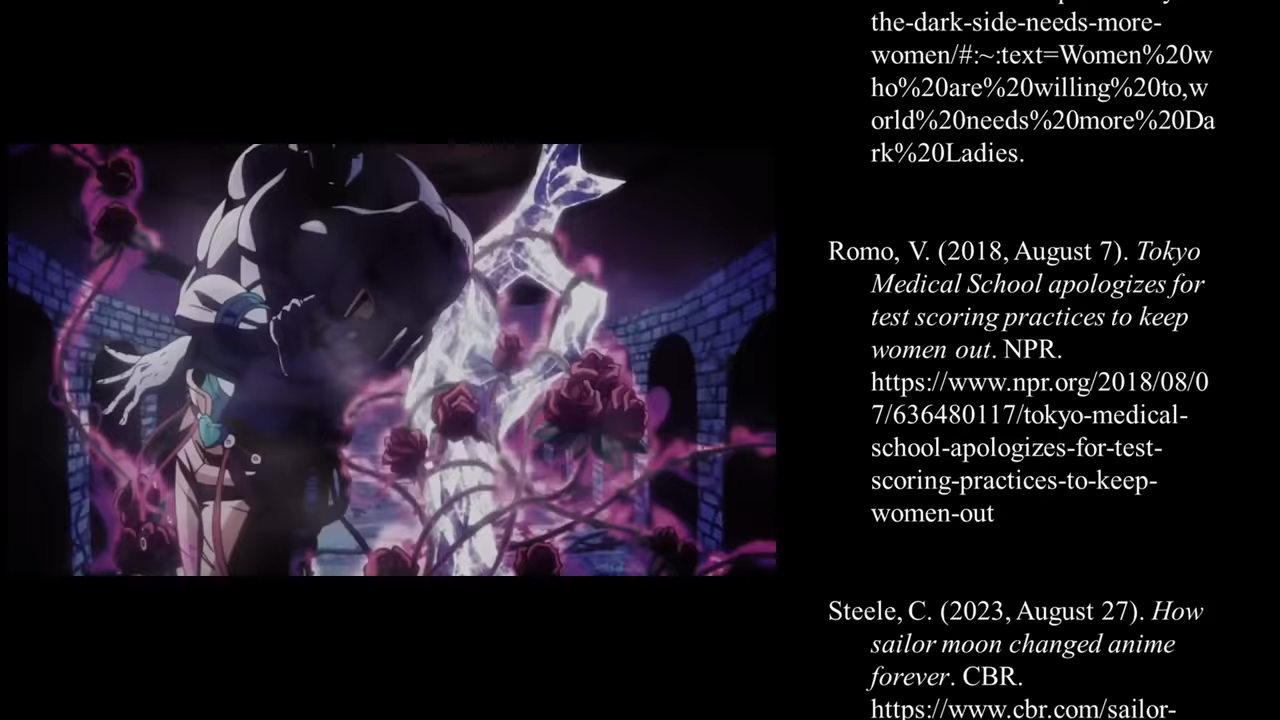 the-dark-side-needs-more-
women/#:~:text=Women%20w
ho%20are%20willing%20to,w
orld%20needs%20more%20Da
rk%20Ladies.
Romo, V. (2018, August 7). Tokyo
Medical School apologizes for
test scoring practices to keep
women out. NPR.
https://www.npr.org/2018/08/0
7/636480117/tokyo-medical-
school-apologizes-for-test-
scoring-practices-to-keep-
women-out
Steele, C. (2023, August 27). How
sailor moon changed anime
forever. CBR.
https://www.cbr.com/sailor-